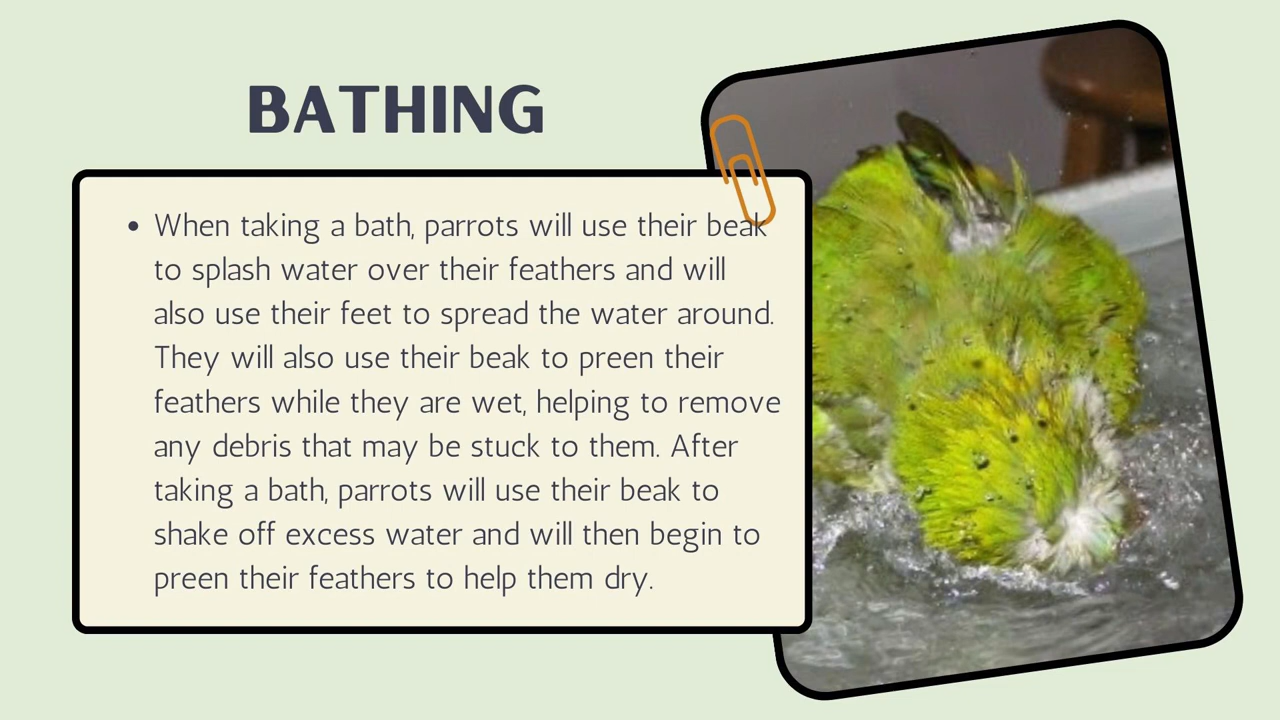 BATHING
• When taking a bath, parrots will use their beak
to splash water over their feathers and will
also use their feet to spread the water around.
They will also use their beak to preen their
feathers while they are wet, helping to remove
any debris that may be stuck to them. After
taking a bath, parrots will use their beak to
shake off excess water and will then begin to
preen their feathers to help them dry.